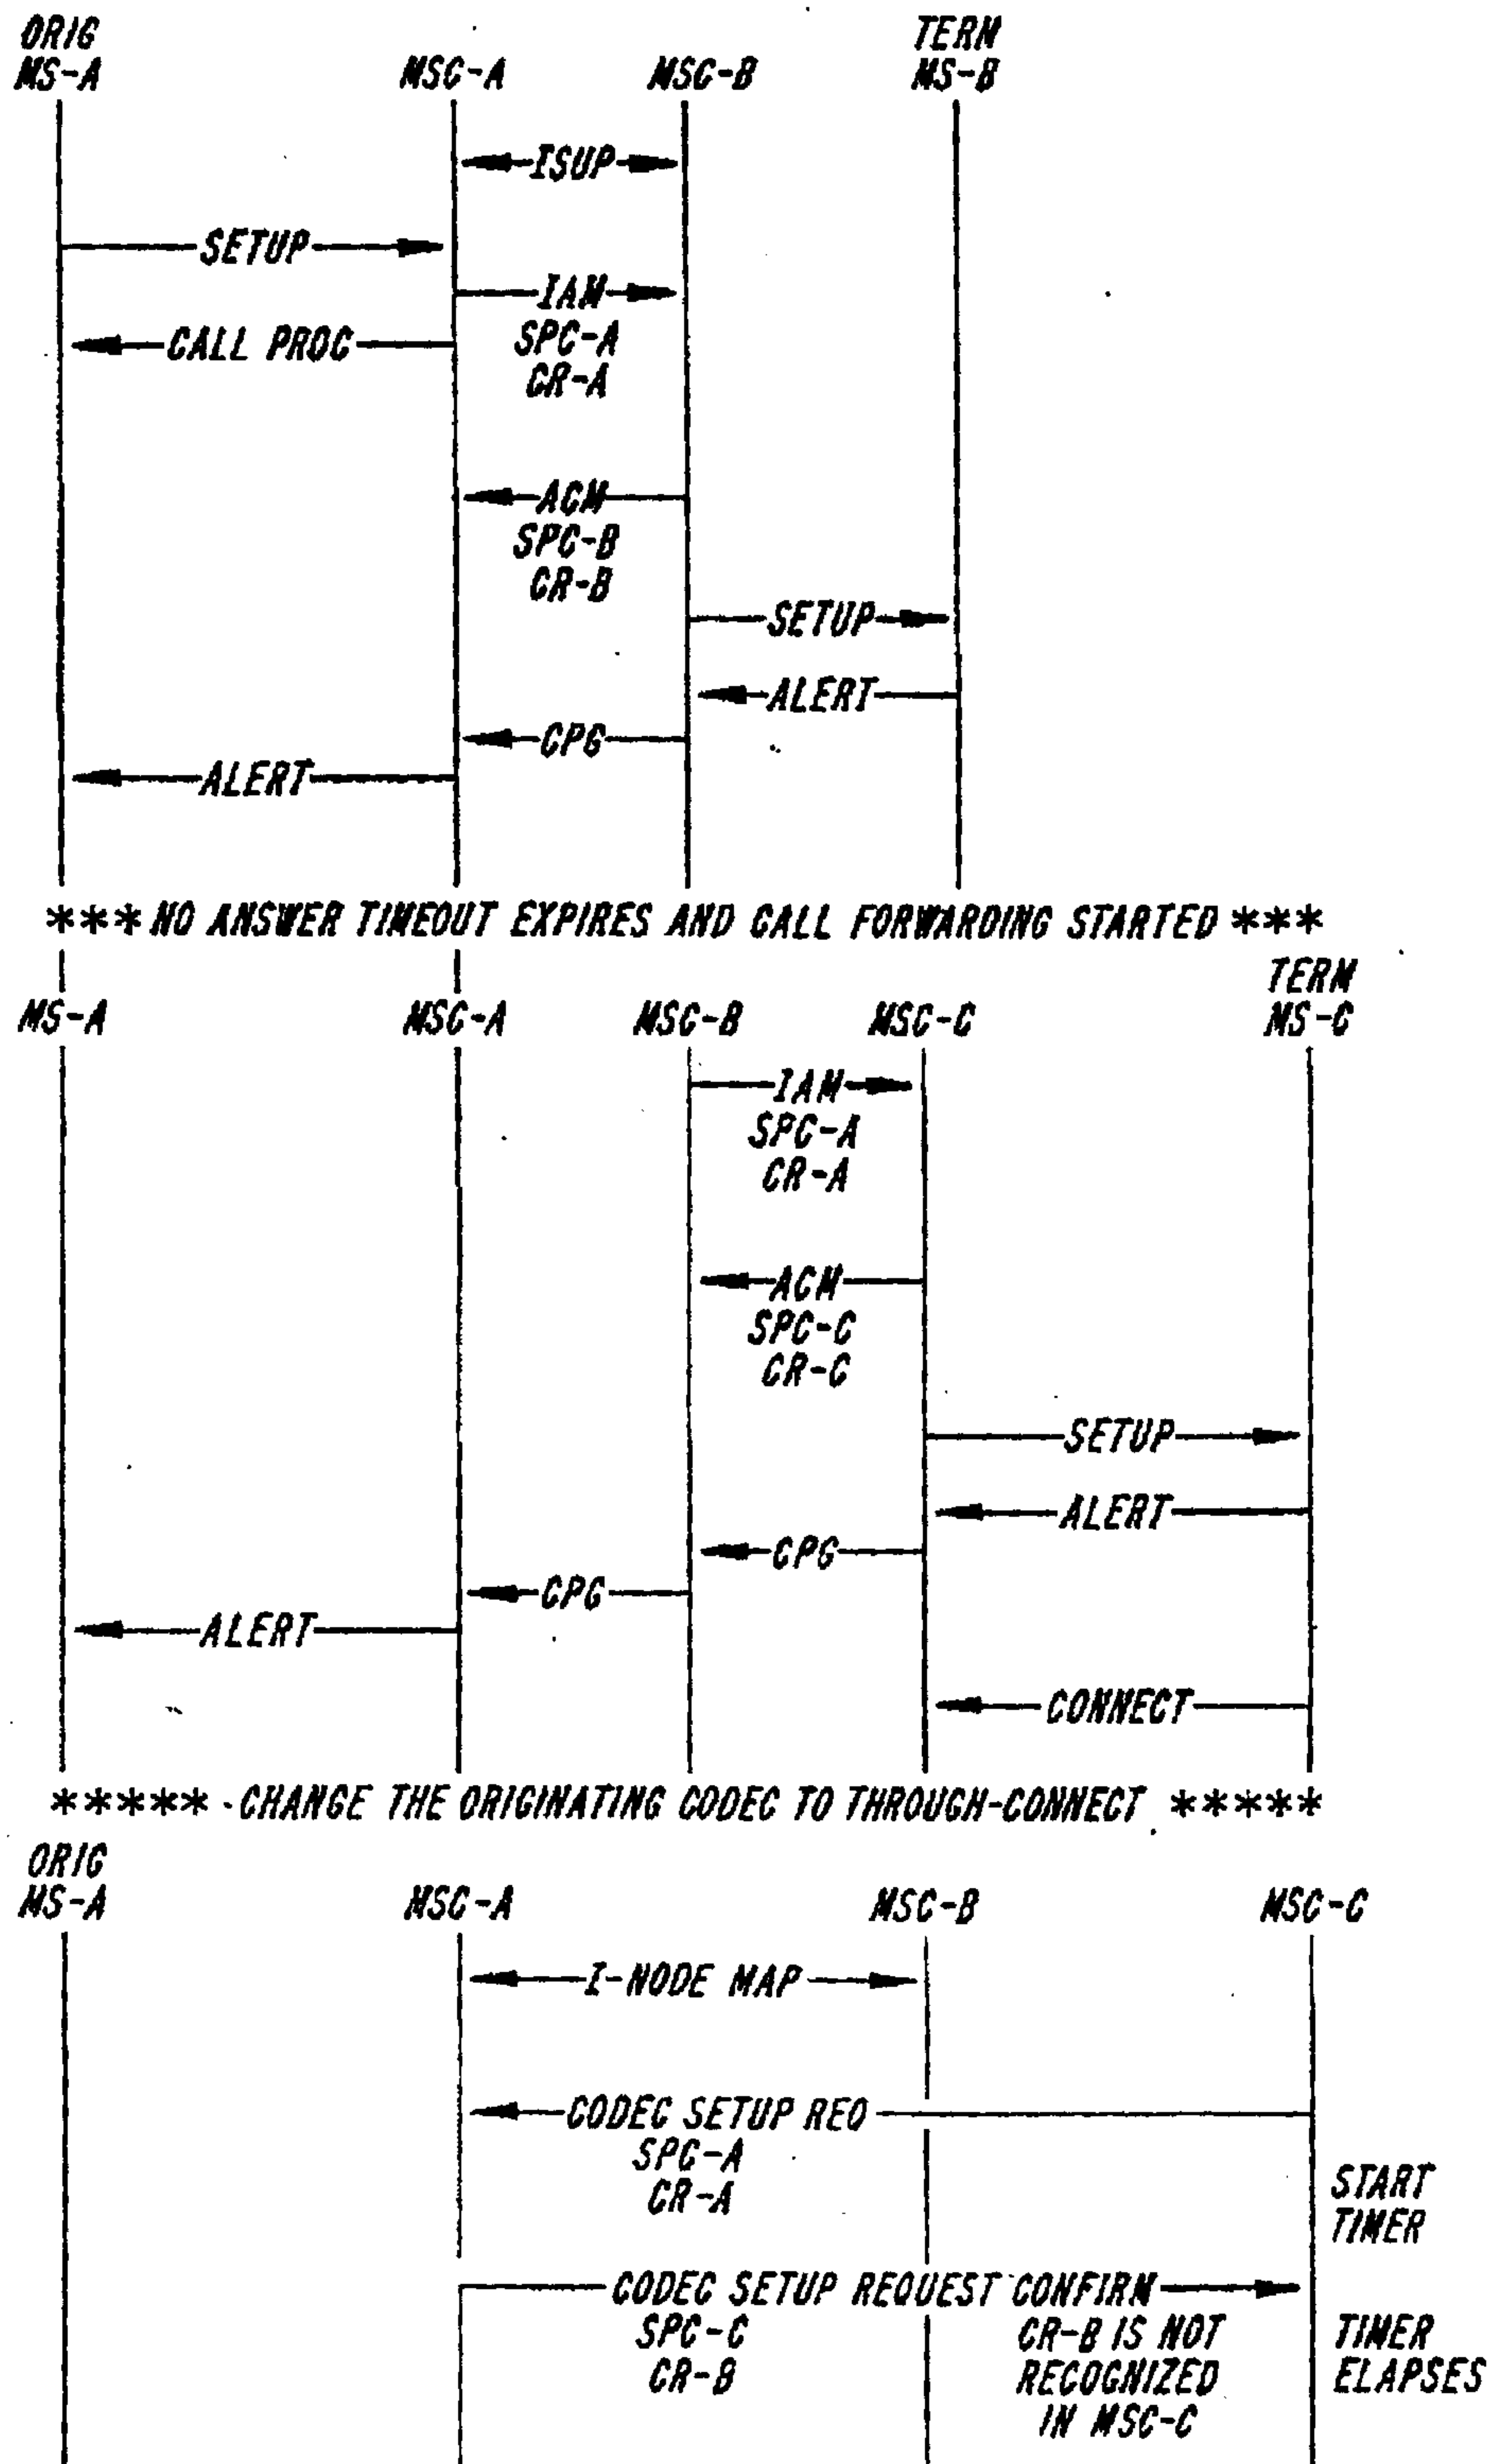 ORIG
MS-A
MSC-A
MSC-B
TERM
MS-B
ISUP
SETUP
IAM
SPC-A
CR-A
CALL PROC
ACM
SPC-B
CR-B
SETUP
ALERT
CPG
ALERT
*** NO ANSWER TIMEOUT EXPIRES AND CALL FORWARDING STARTED ***
MS-A
MSC-A
MSC-B
MSC-C
TERM
MS-C
IAM
SPC-A
CR-A
ACM
SPC-C
CR-C
SETUP
ALERT
CPG
CPG
ALERT
CONNECT
***** CHANGE THE ORIGINATING CODEC TO THROUGH-CONNECT *****
ORIG
MS-A
MSC-A
MSC-B
MSC-C
I-NODE MAP
CODEC SETUP REQ
SPC-A
CR-A
START
TIMER
CODEC SETUP REQUEST CONFIRM
SPC-C
CR-B
CR-B IS NOT
RECOGNIZED
IN MSC-C
TIMER
ELAPSES